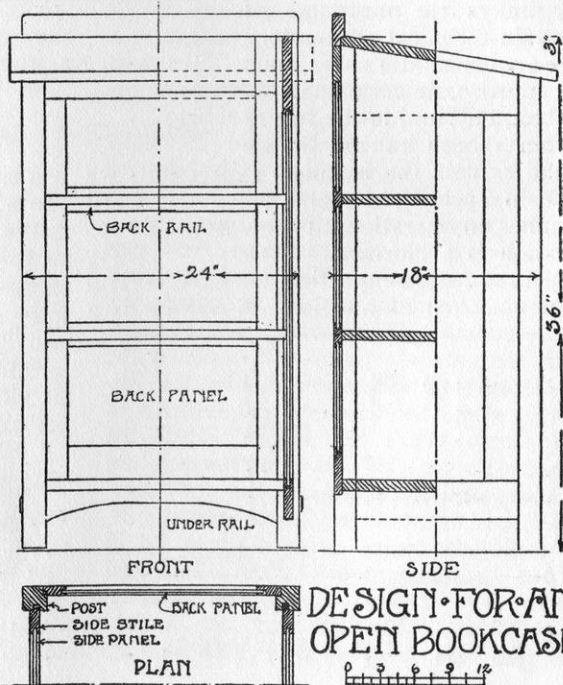 3"
BACK RAIL
24"
18"
36"
BACK PANEL
UNDER RAIL
FRONT
SIDE
POST
BACK PANEL
SIDE STILE
SIDE PANEL
PLAN
DESIGN·FOR·AN
OPEN BOOKCASE
0 3 6 9 12